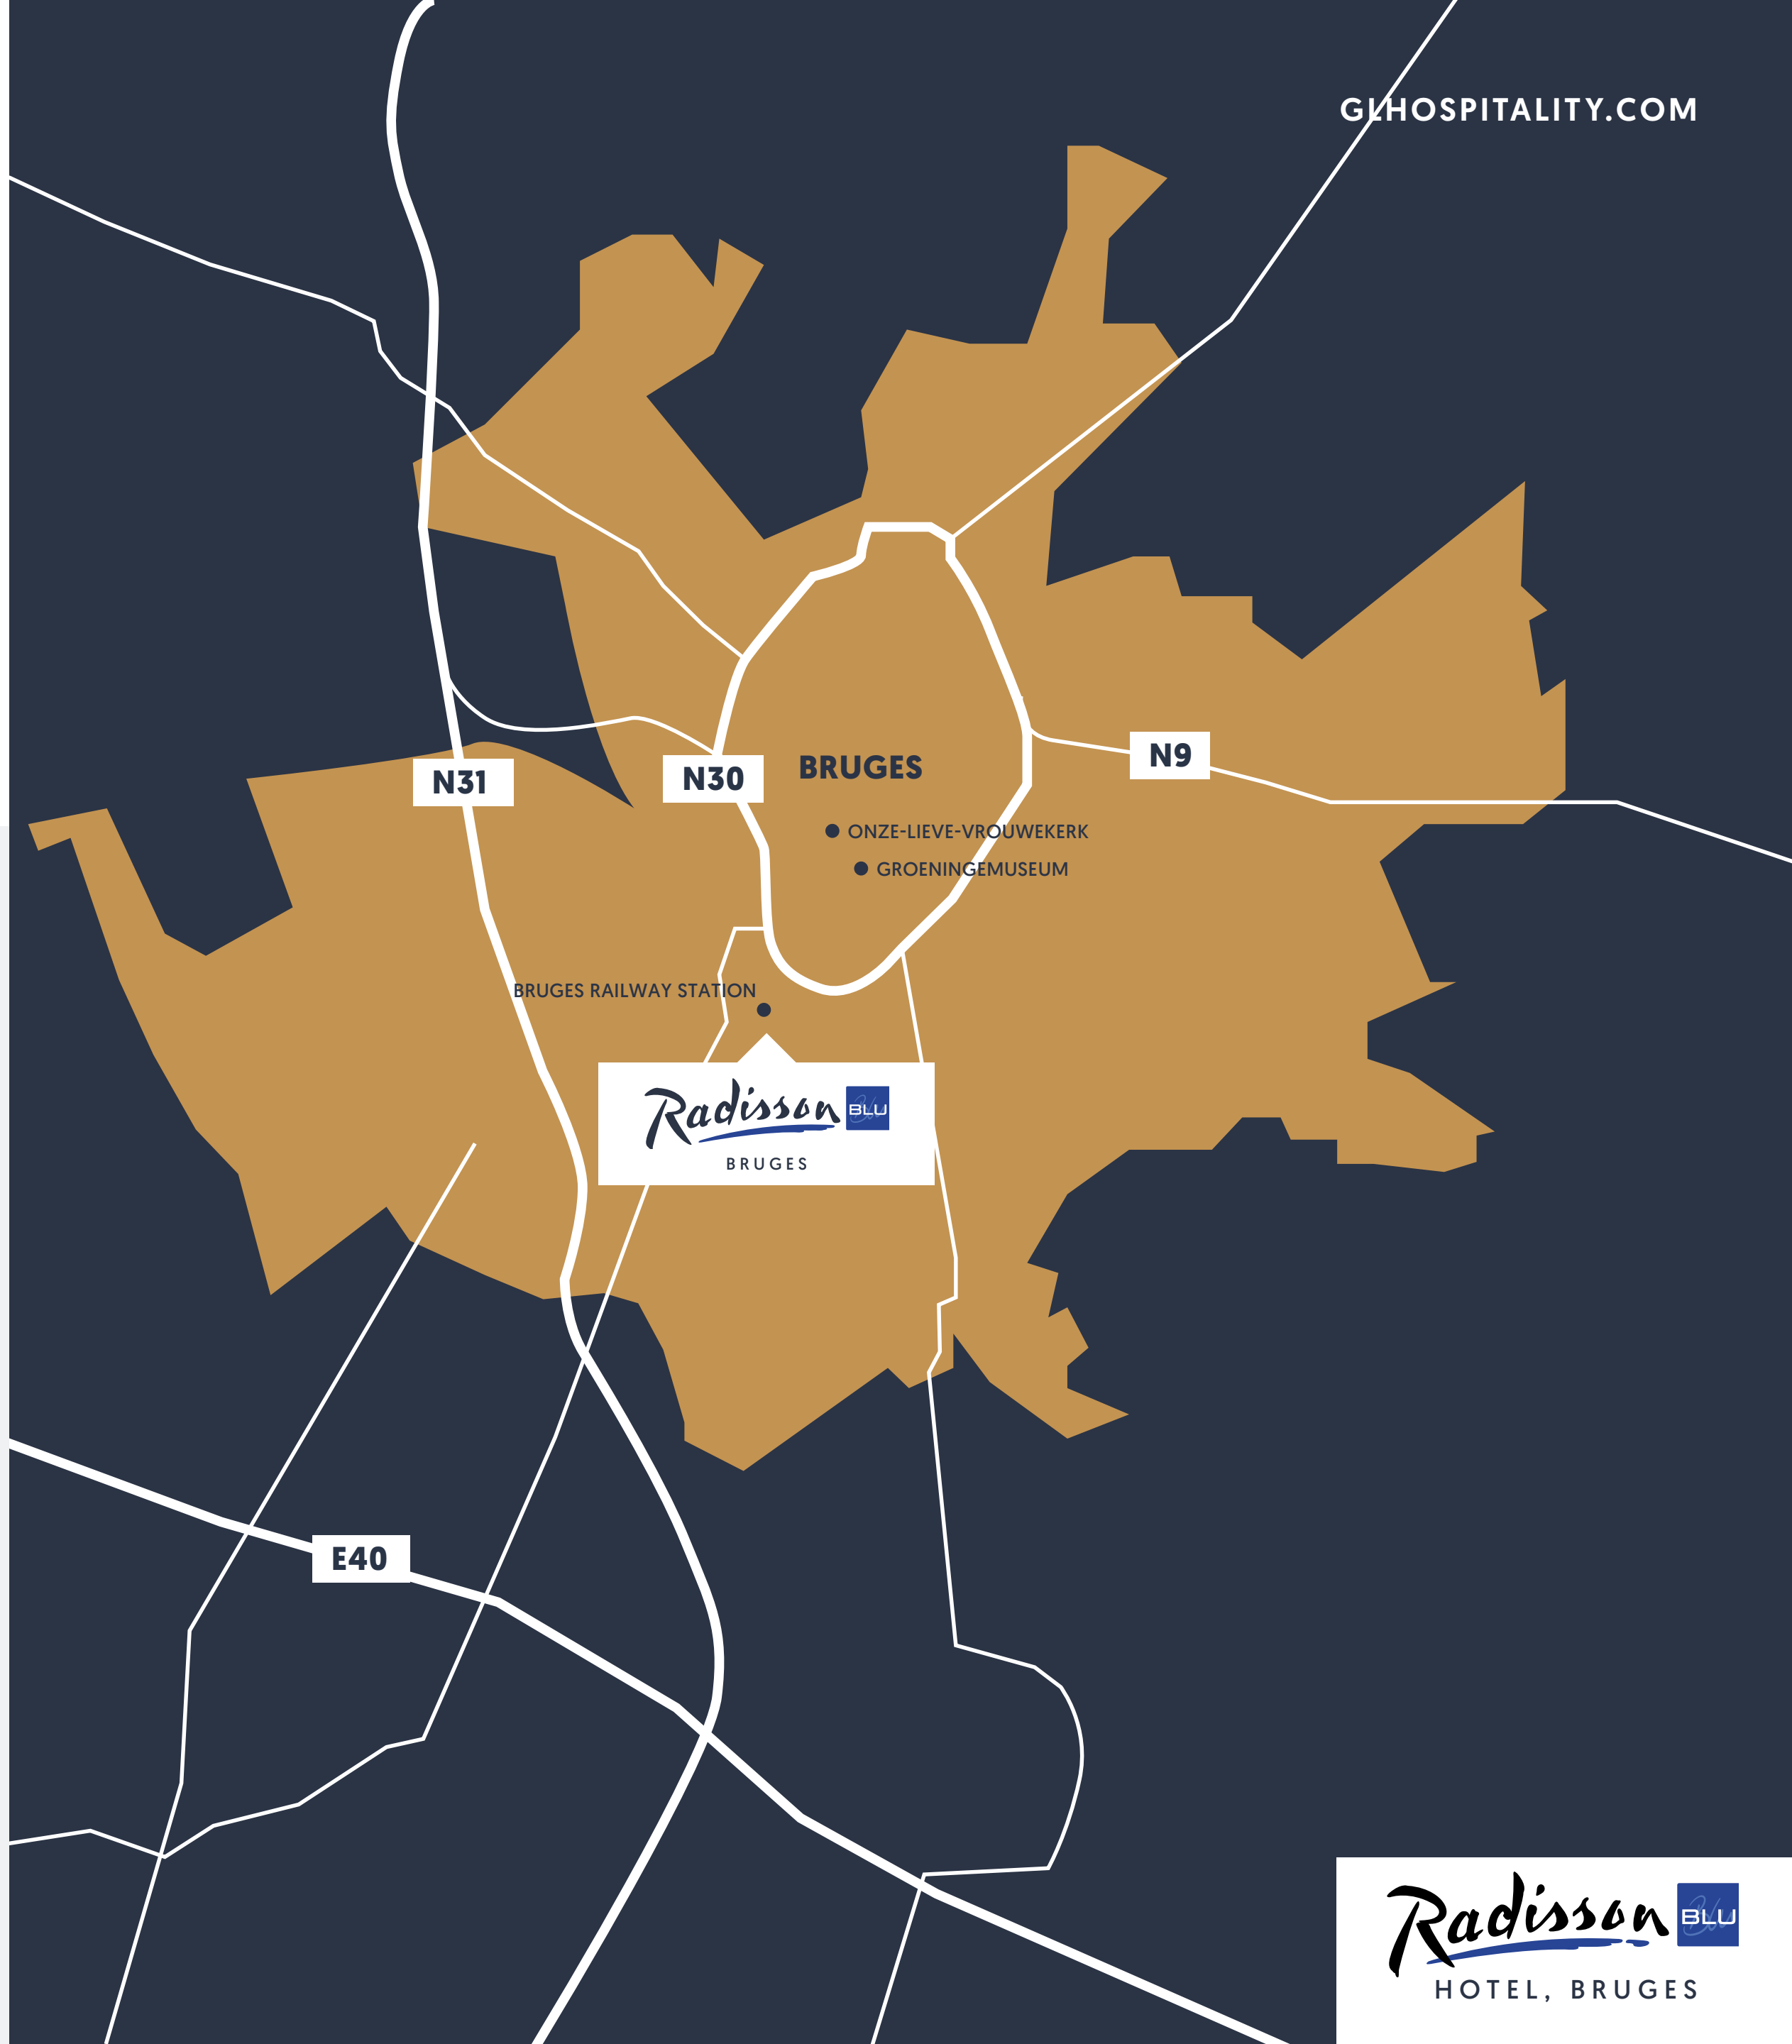 GLHOSPITALITY.COM
N31
N30
BRUGES
N9
ONZE-LIEVE-VROUWEKERK
GROENINGEMUSEUM
BRUGES RAILWAY STATION
Radisson BLU
BRUGES
E40
Radisson BLU
HOTEL, BRUGES